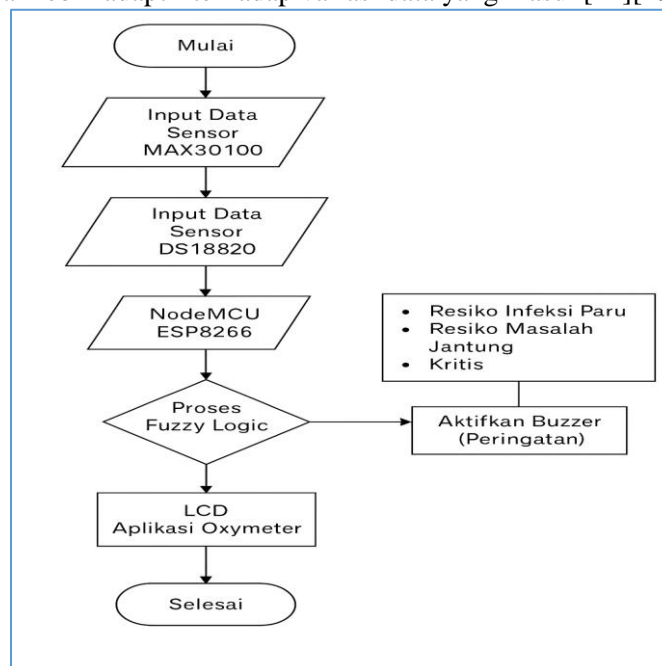 Mulai
Input Data
Sensor
MAX30100
Input Data
Sensor
DS18820
NodeMCU
ESP8266
Proses
Fuzzy Logic
• Resiko Infeksi Paru
• Resiko Masalah
Jantung
• Kritis
Aktifkan Buzzer
(Peringatan)
LCD
Aplikasi Oxymeter
Selesai